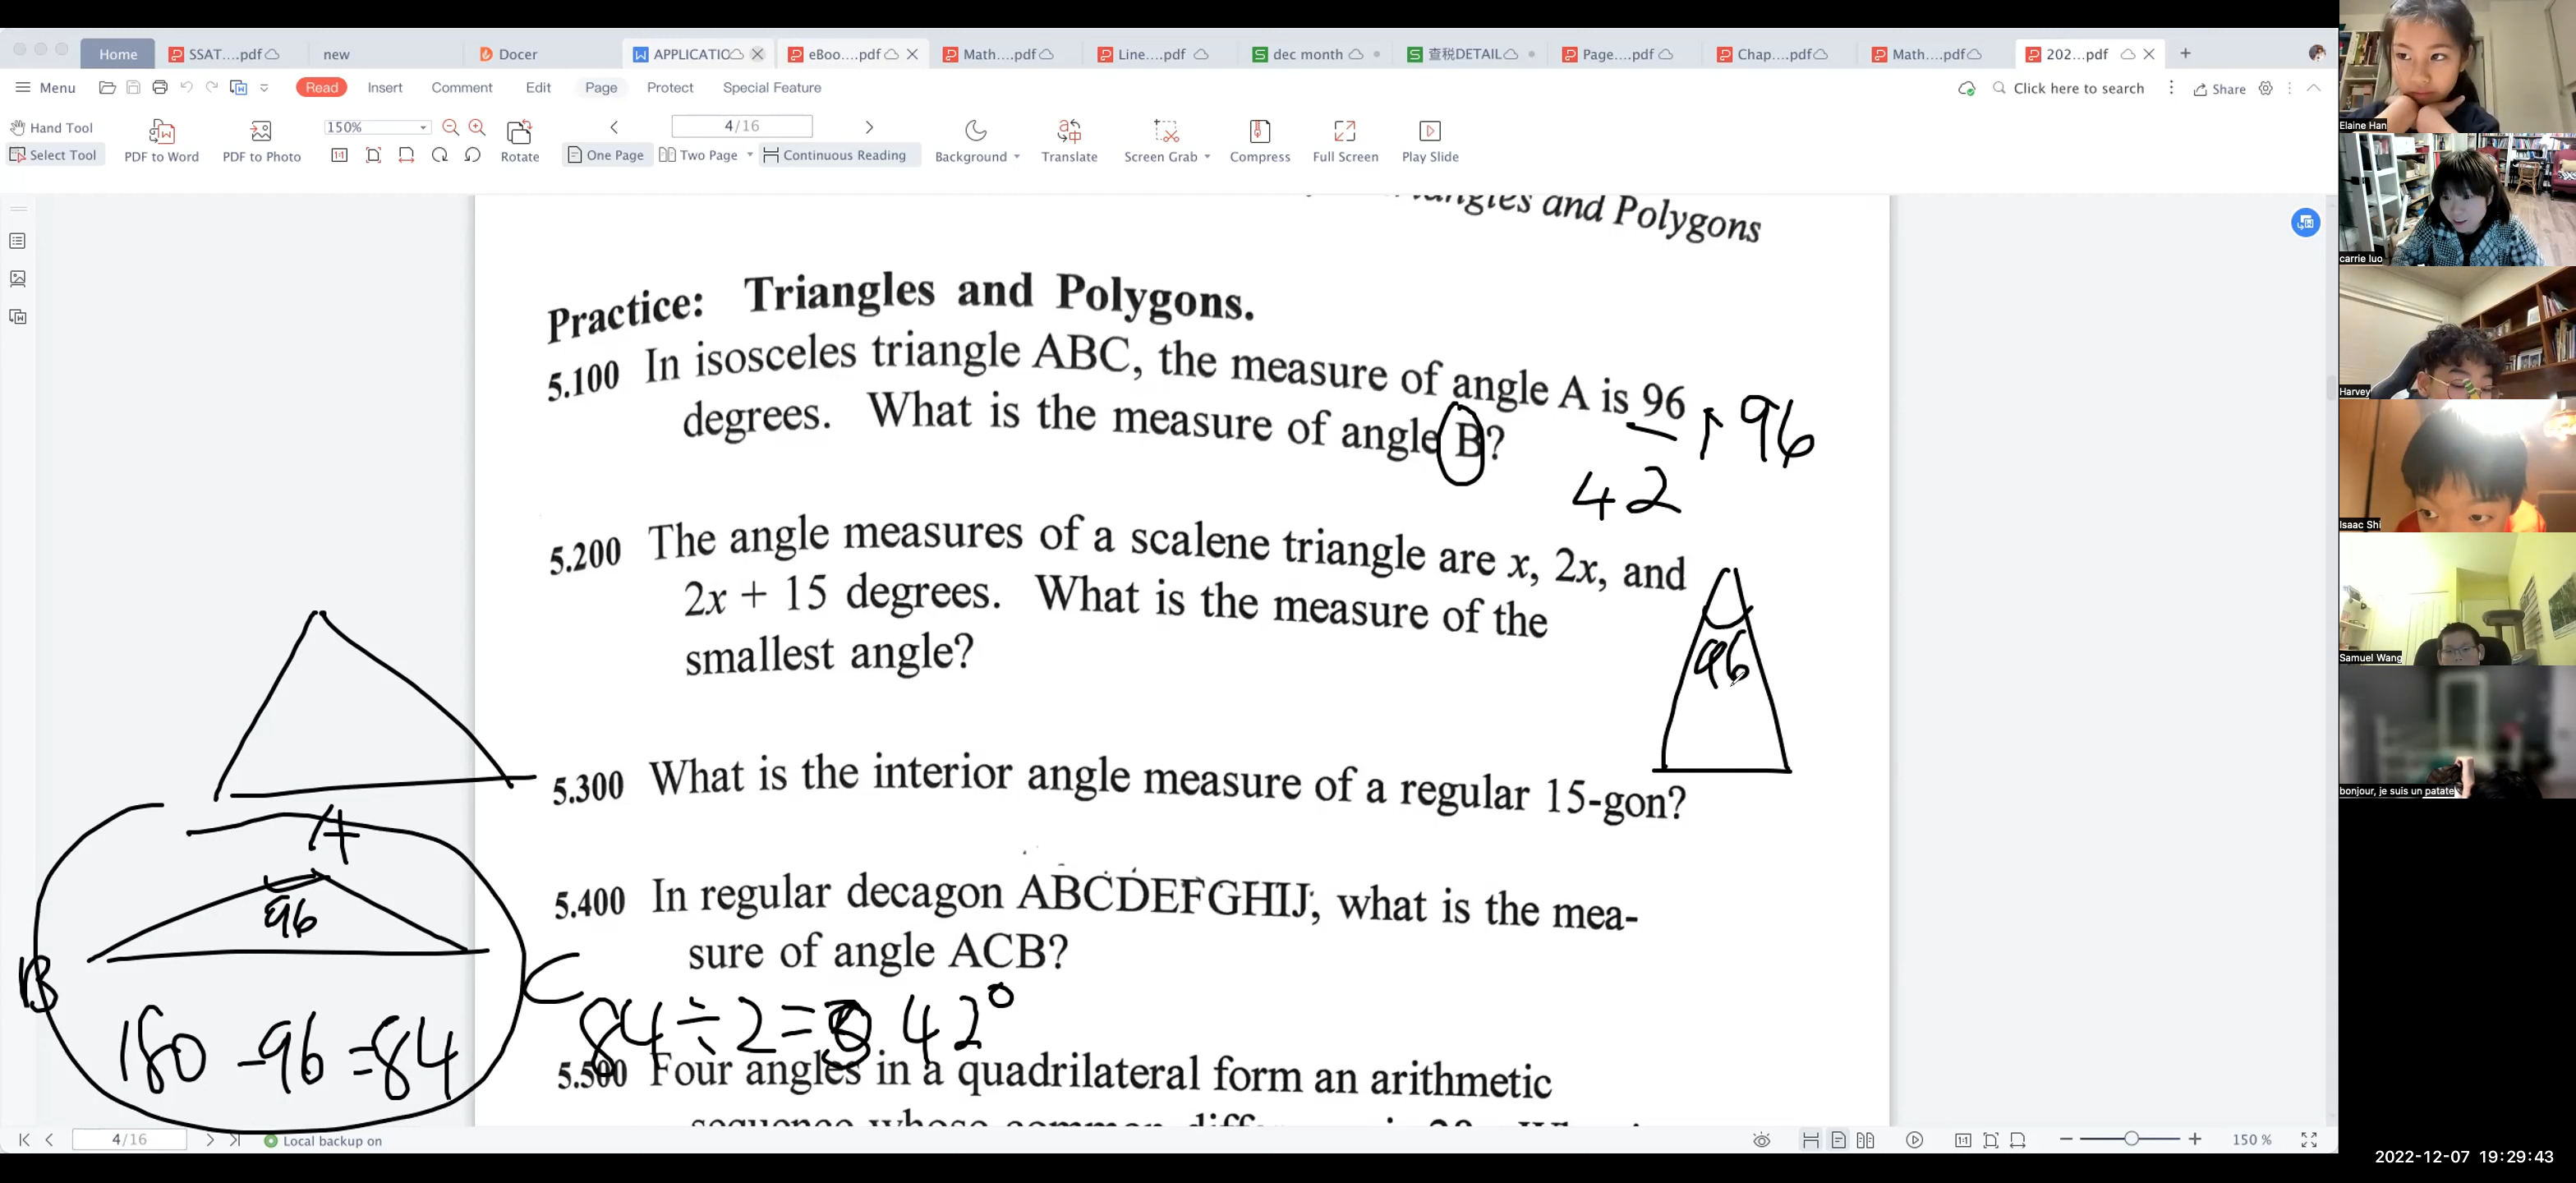 Home SSAT....pdf new Docer APPLICATIO eBoo....pdf Math....pdf Line....pdf dec month 查税DETAIL Page....pdf Chap....pdf Math....pdf 202...pdf
Menu Read Insert Comment Edit Page Protect Special Feature Click here to search Share
Hand Tool
Select Tool
PDF to Word
PDF to Photo
150%
Rotate
4/16
One Page Two Page Continuous Reading
Background
Translate
Screen Grab
Compress
Full Screen
Play Slide
and Polygons
Practice: Triangles and Polygons.
5.100 In isosceles triangle ABC, the measure of angle A is 96
degrees. What is the measure of angle B?
96
42
5.200 The angle measures of a scalene triangle are x, 2x, and
2x + 15 degrees. What is the measure of the
smallest angle?
96
5.300 What is the interior angle measure of a regular 15-gon?
5.400 In regular decagon ABCDEFGHIJ, what is the mea-
sure of angle ACB?
A
96
B
C
180 - 96 = 84
84 ÷ 2 = 42°
5.500 Four angles in a quadrilateral form an arithmetic
4/16 Local backup on
150 %
Elaine Han
carrie luo
Harvey
Isaac Shi
Samuel Wang
bonjour, je suis un patate
2022-12-07 19:29:43